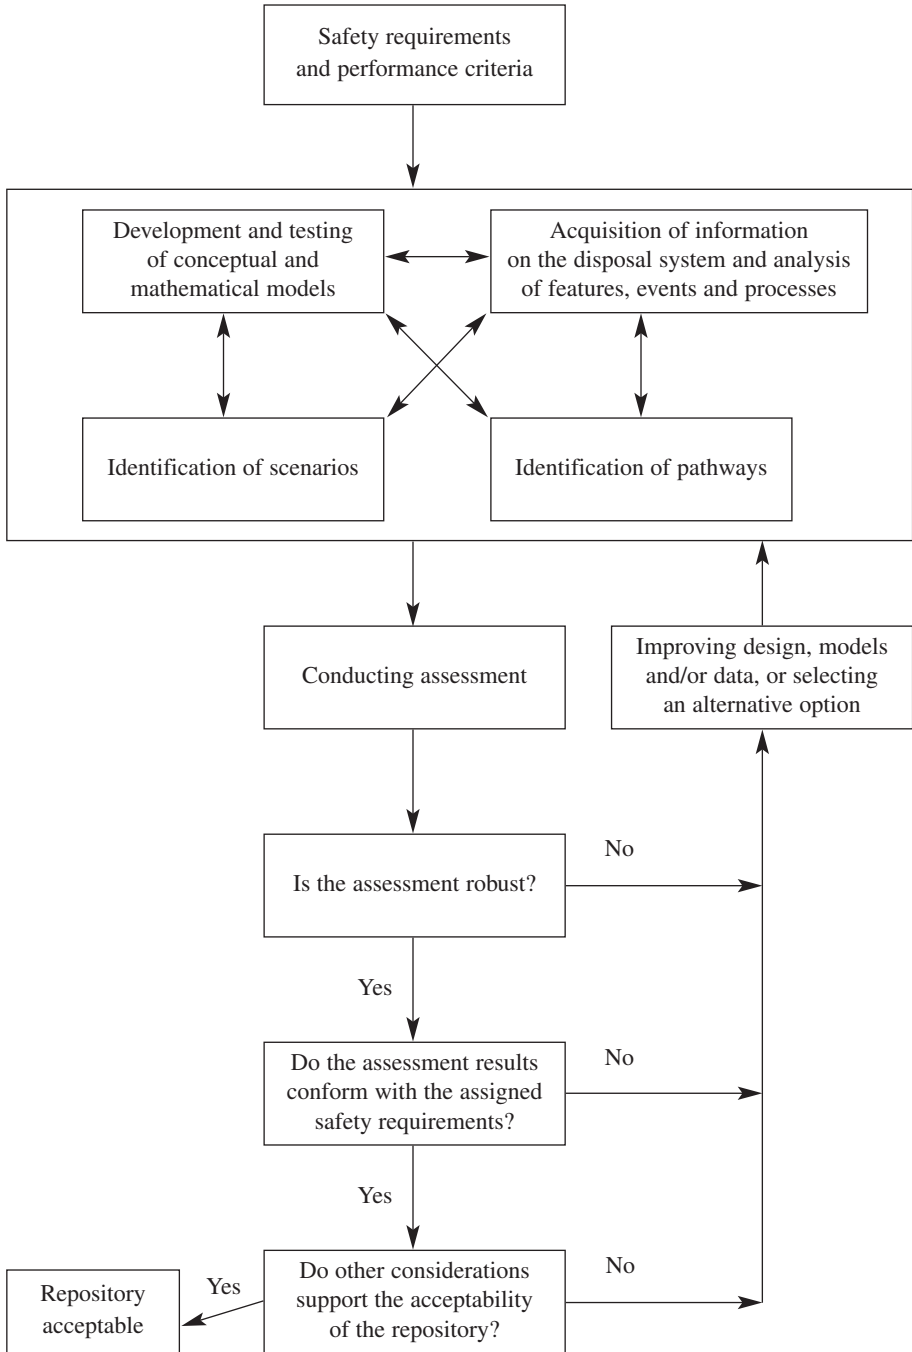 Safety requirements
and performance criteria
Development and testing
of conceptual and
mathematical models
Acquisition of information
on the disposal system and analysis
of features, events and processes
Identification of scenarios
Identification of pathways
Conducting assessment
Improving design, models
and/or data, or selecting
an alternative option
Is the assessment robust?
No
Yes
Do the assessment results
conform with the assigned
safety requirements?
No
Yes
Do other considerations
support the acceptability
of the repository?
No
Yes
Repository
acceptable